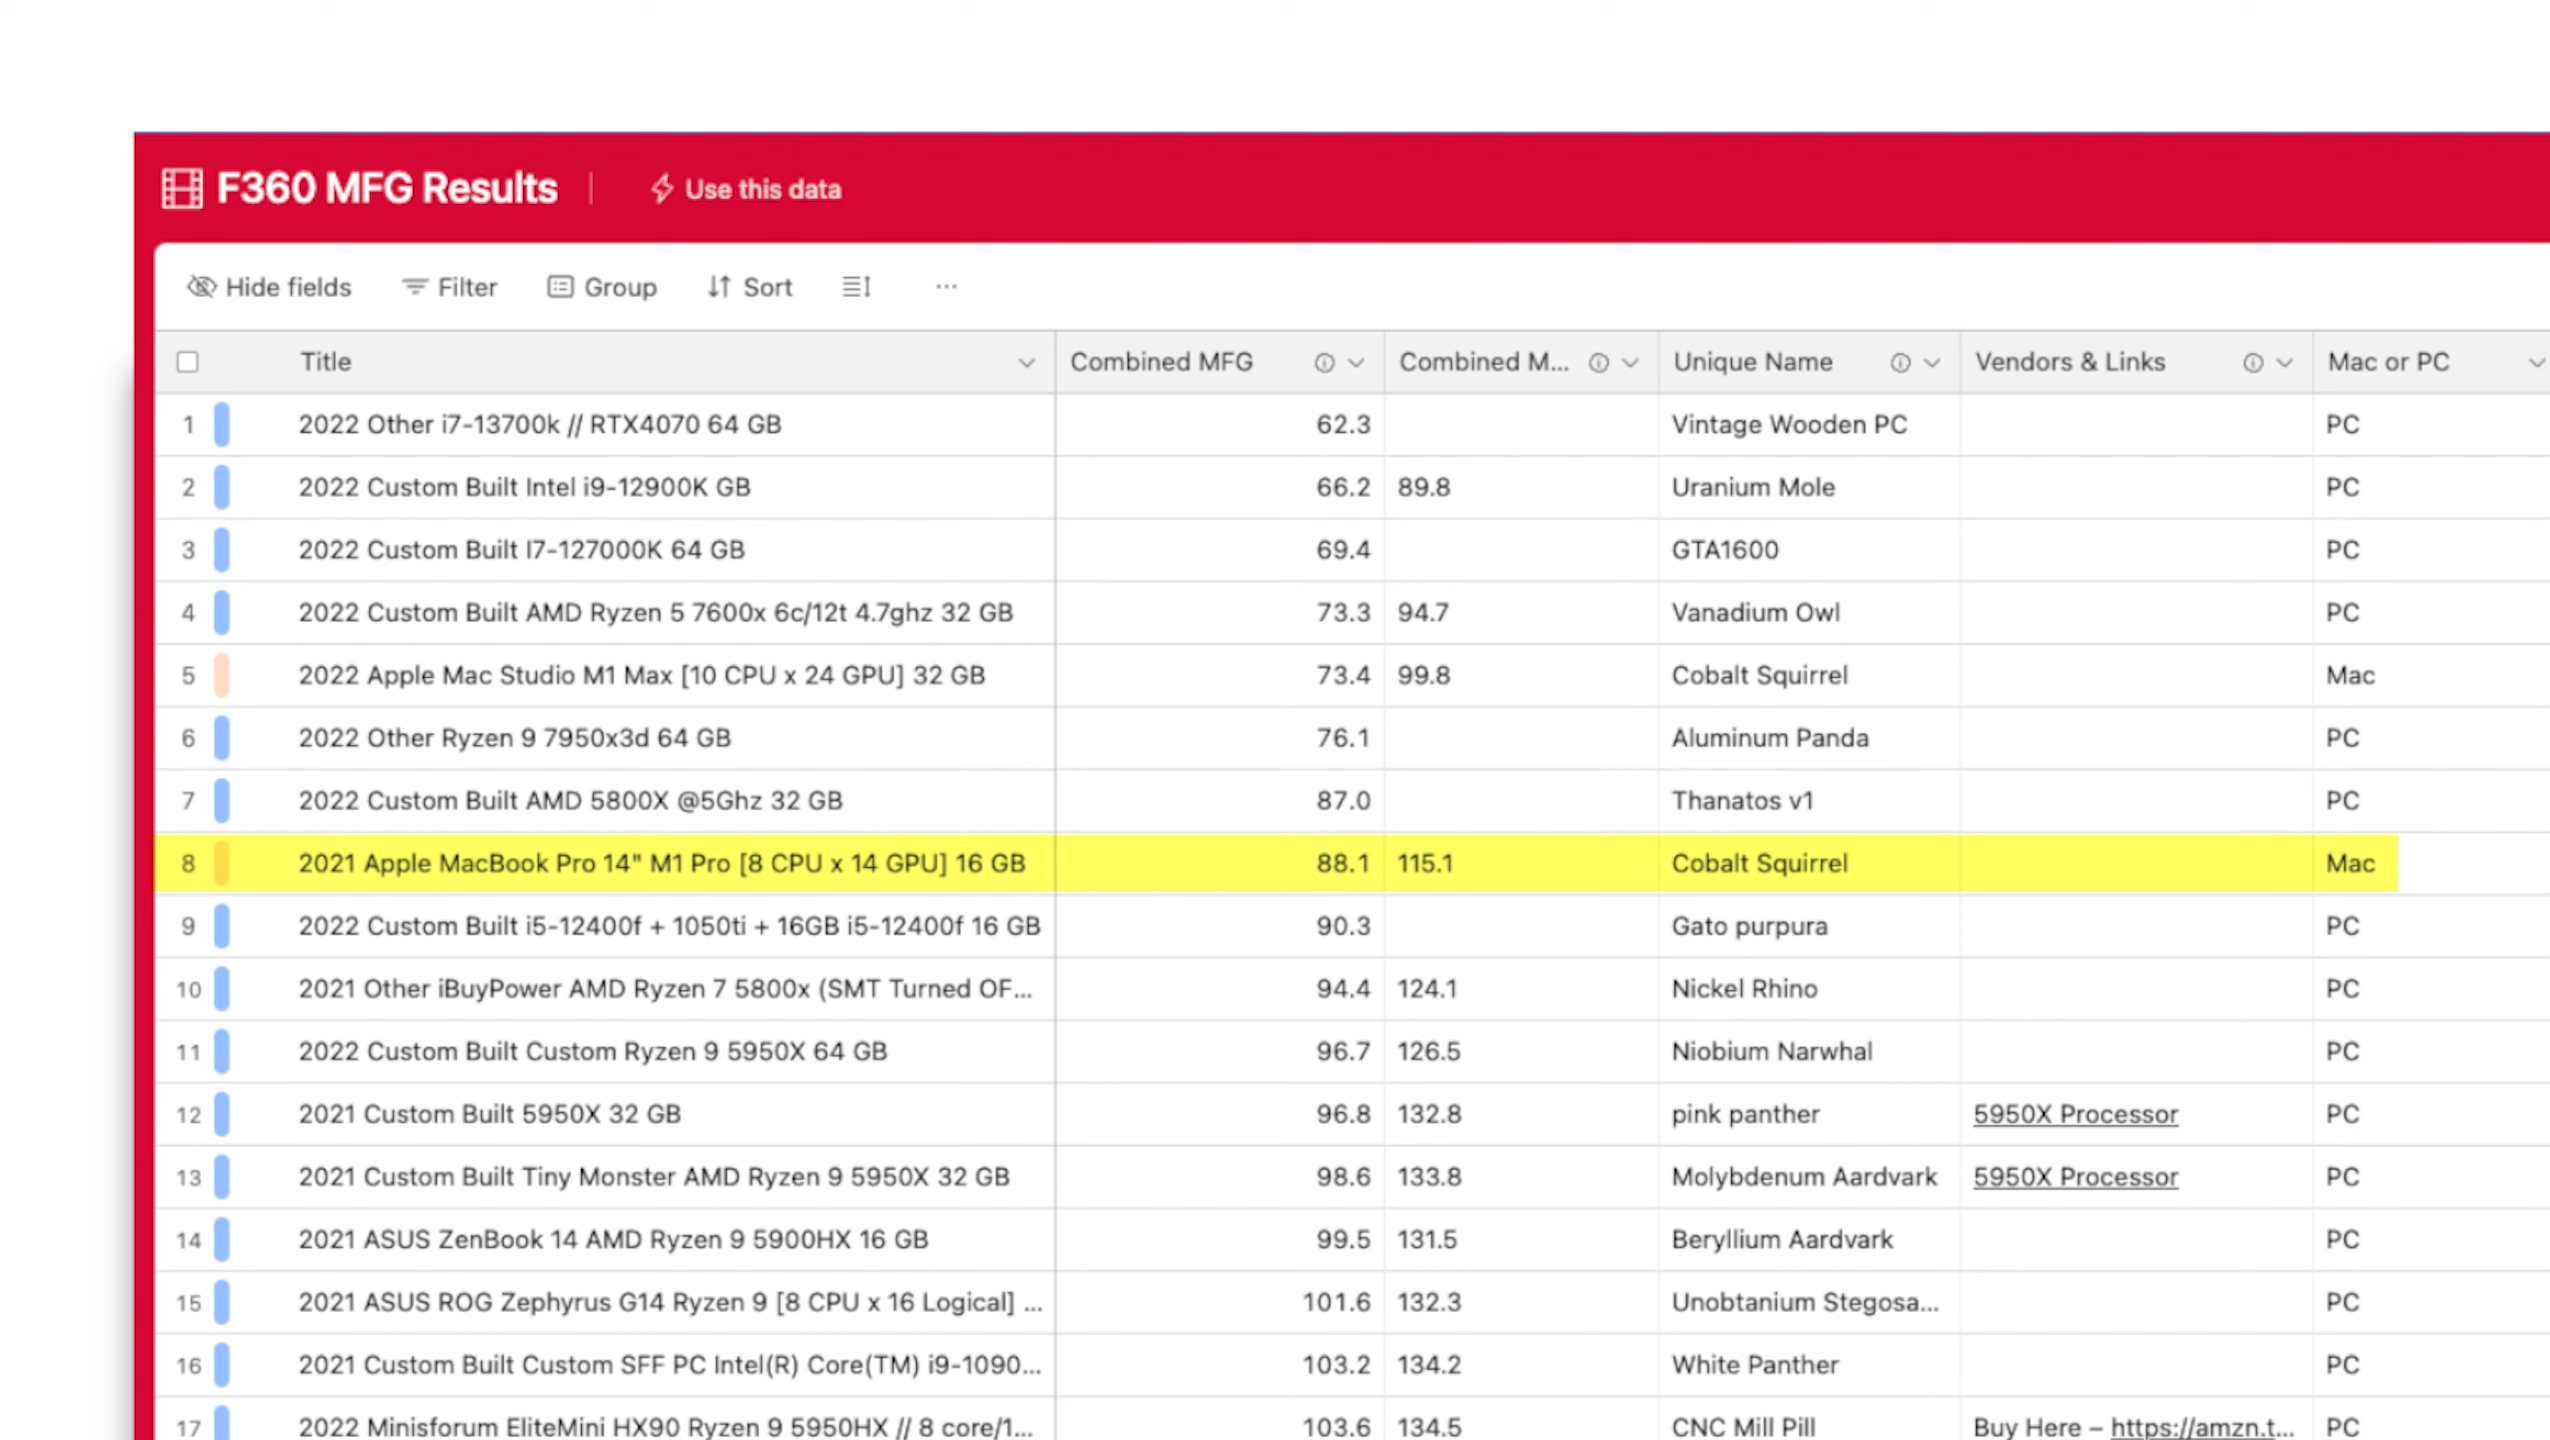 F360 MFG Results | Use this data
Hide fields Filter Group Sort ...
Title Combined MFG Combined M... Unique Name Vendors & Links Mac or PC
1 2022 Other i7-13700k // RTX4070 64 GB 62.3 Vintage Wooden PC PC
2 2022 Custom Built Intel i9-12900K GB 66.2 89.8 Uranium Mole PC
3 2022 Custom Built I7-127000K 64 GB 69.4 GTA1600 PC
4 2022 Custom Built AMD Ryzen 5 7600x 6c/12t 4.7ghz 32 GB 73.3 94.7 Vanadium Owl PC
5 2022 Apple Mac Studio M1 Max [10 CPU x 24 GPU] 32 GB 73.4 99.8 Cobalt Squirrel Mac
6 2022 Other Ryzen 9 7950x3d 64 GB 76.1 Aluminum Panda PC
7 2022 Custom Built AMD 5800X @5Ghz 32 GB 87.0 Thanatos v1 PC
8 2021 Apple MacBook Pro 14" M1 Pro [8 CPU x 14 GPU] 16 GB 88.1 115.1 Cobalt Squirrel Mac
9 2022 Custom Built i5-12400f + 1050ti + 16GB i5-12400f 16 GB 90.3 Gato purpura PC
10 2021 Other iBuyPower AMD Ryzen 7 5800x (SMT Turned OF... 94.4 124.1 Nickel Rhino PC
11 2022 Custom Built Custom Ryzen 9 5950X 64 GB 96.7 126.5 Niobium Narwhal PC
12 2021 Custom Built 5950X 32 GB 96.8 132.8 pink panther 5950X Processor PC
13 2021 Custom Built Tiny Monster AMD Ryzen 9 5950X 32 GB 98.6 133.8 Molybdenum Aardvark 5950X Processor PC
14 2021 ASUS ZenBook 14 AMD Ryzen 9 5900HX 16 GB 99.5 131.5 Beryllium Aardvark PC
15 2021 ASUS ROG Zephyrus G14 Ryzen 9 [8 CPU x 16 Logical] ... 101.6 132.3 Unobtanium Stegosa... PC
16 2021 Custom Built Custom SFF PC Intel(R) Core(TM) i9-1090... 103.2 134.2 White Panther PC
17 2022 Minisforum EliteMini HX90 Ryzen 9 5950HX // 8 core/1... 103.6 134.5 CNC Mill Pill Buy Here – https://amzn.t... PC